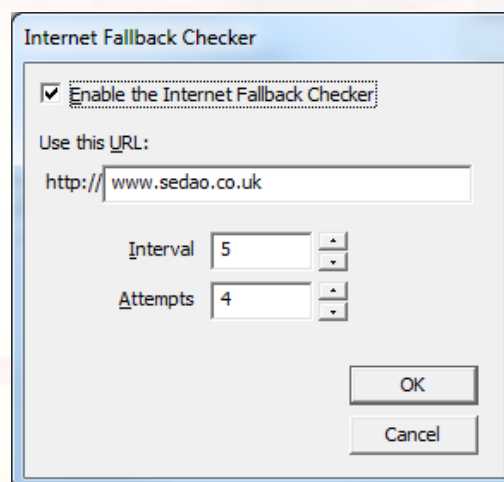 Internet Fallback Checker
Enable the Internet Fallback Checker
Use this URL:
http:// www.sedao.co.uk
Interval 5
Attempts 4
OK
Cancel